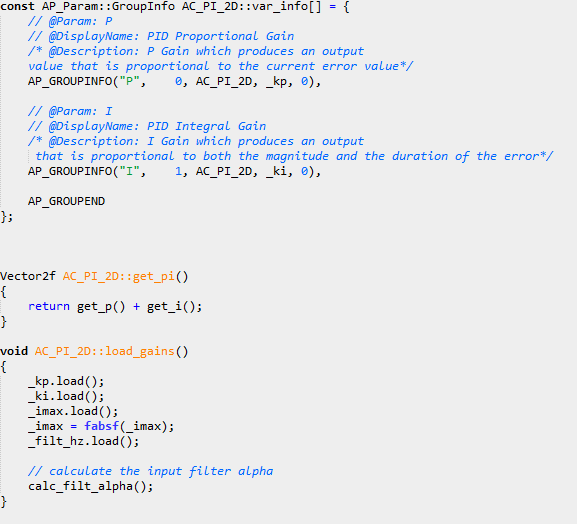 const AP_Param::GroupInfo AC_PI_2D::var_info[] = {
    // @Param: P
    // @DisplayName: PID Proportional Gain
    /* @Description: P Gain which produces an output
    value that is proportional to the current error value*/
    AP_GROUPINFO("P",    0, AC_PI_2D, _kp, 0),
    // @Param: I
    // @DisplayName: PID Integral Gain
    /* @Description: I Gain which produces an output
     that is proportional to both the magnitude and the duration of the error*/
    AP_GROUPINFO("I",    1, AC_PI_2D, _ki, 0),
    AP_GROUPEND
};
Vector2f AC_PI_2D::get_pi()
{
    return get_p() + get_i();
}
void AC_PI_2D::load_gains()
{
    _kp.load();
    _ki.load();
    _imax.load();
    _imax = fabsf(_imax);
    _filt_hz.load();
    // calculate the input filter alpha
    calc_filt_alpha();
}